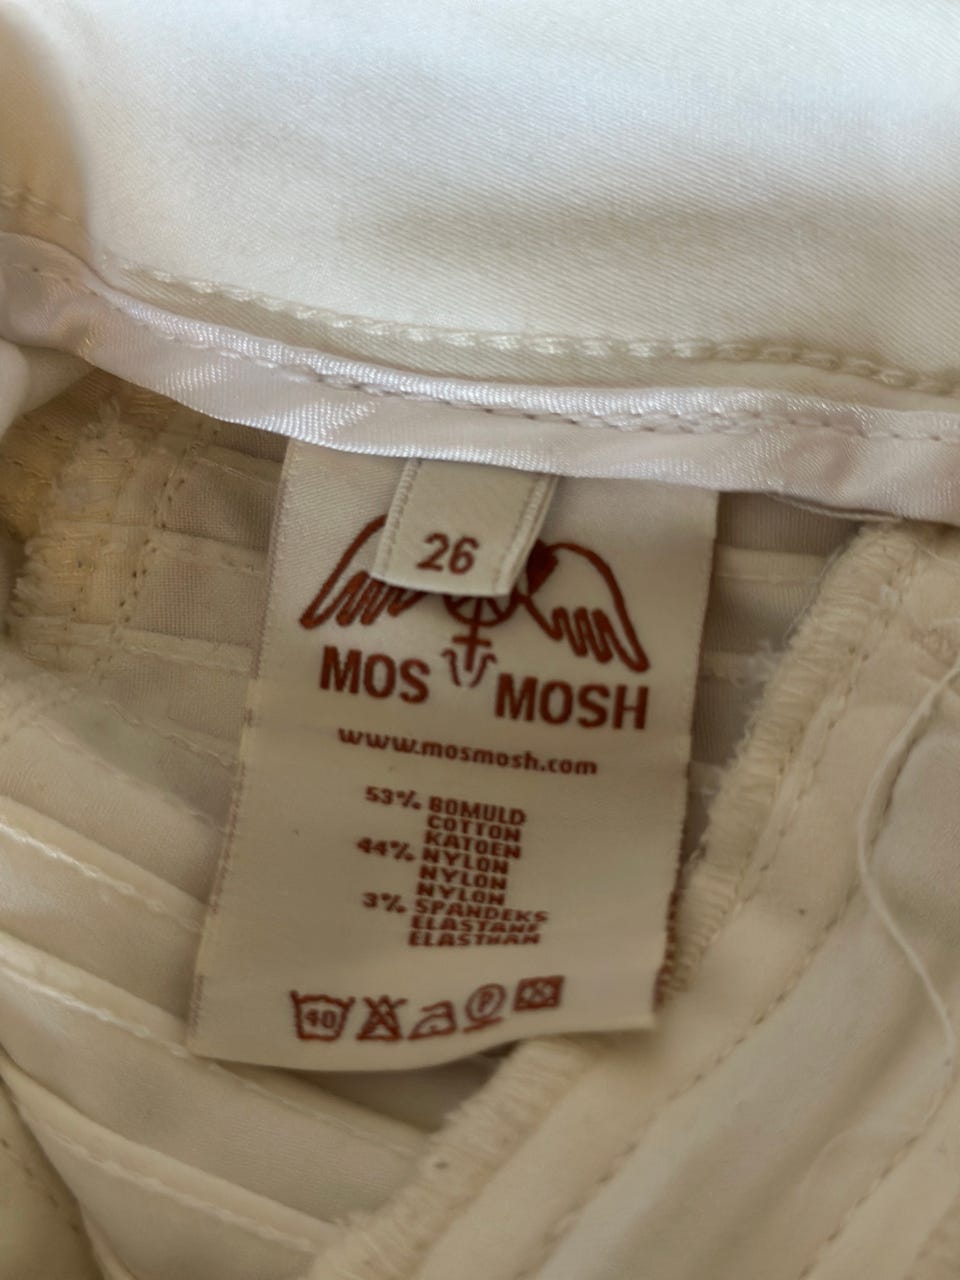 26
MOS MOSH
www.mosmosh.com
53% BOMULD
COTTON
KATOEN
44% NYLON
NYLON
NYLON
3% SPANDEKS
ELASTANE
ELASTHAN
40
P